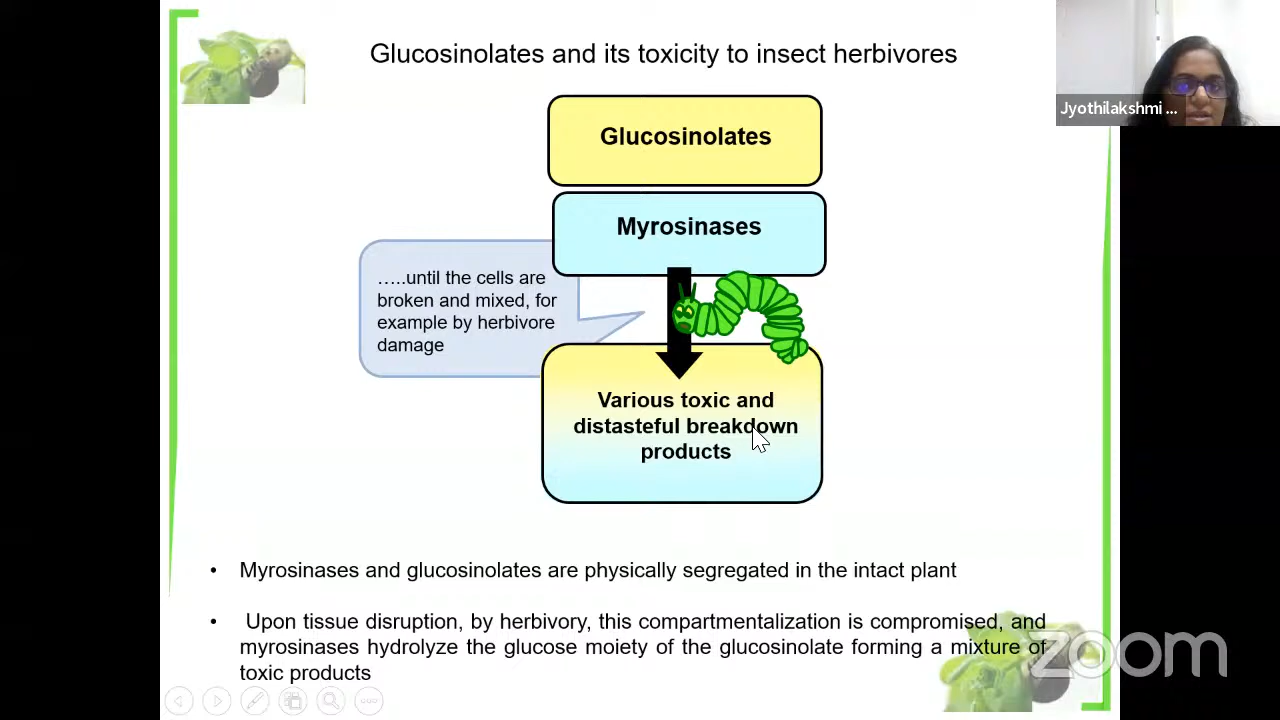 Glucosinolates and its toxicity to insect herbivores
Jyothilakshmi ...
Glucosinolates
Myrosinases
…..until the cells are
broken and mixed, for
example by herbivore
damage
Various toxic and
distasteful breakdown
products
• Myrosinases and glucosinolates are physically segregated in the intact plant
• Upon tissue disruption, by herbivory, this compartmentalization is compromised, and
myrosinases hydrolyze the glucose moiety of the glucosinolate forming a mixture of
toxic products
zoom